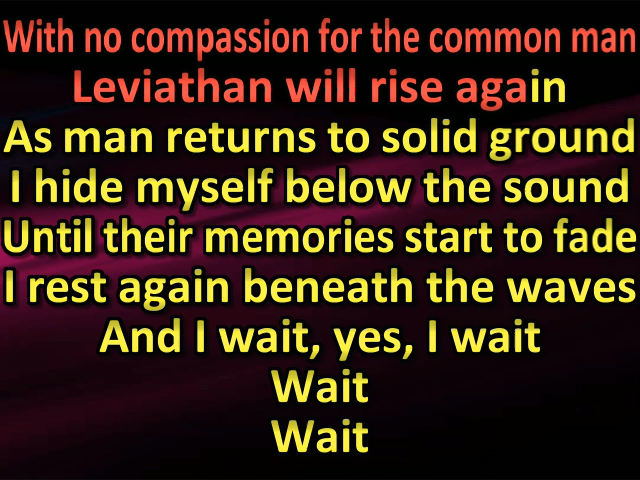 With no compassion for the common man
Leviathan will rise again
As man returns to solid ground
I hide myself below the sound
Until their memories start to fade
I rest again beneath the waves
And I wait, yes, I wait
Wait
Wait